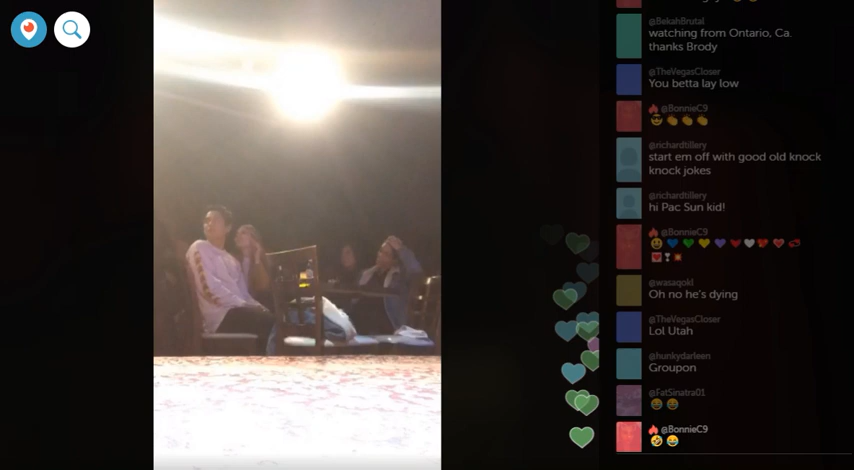 @BekahBrutal
watching from Ontario, Ca.
thanks Brody
@TheVegasCloser
You betta lay low
@BonnieC9
@richardtillery
start em off with good old knock
knock jokes
@richardtillery
hi Pac Sun kid!
@BonnieC9
@wasaqokl
Oh no he's dying
@TheVegasCloser
Lol Utah
@hunkydarleen
Groupon
@FatSinatra01
@BonnieC9